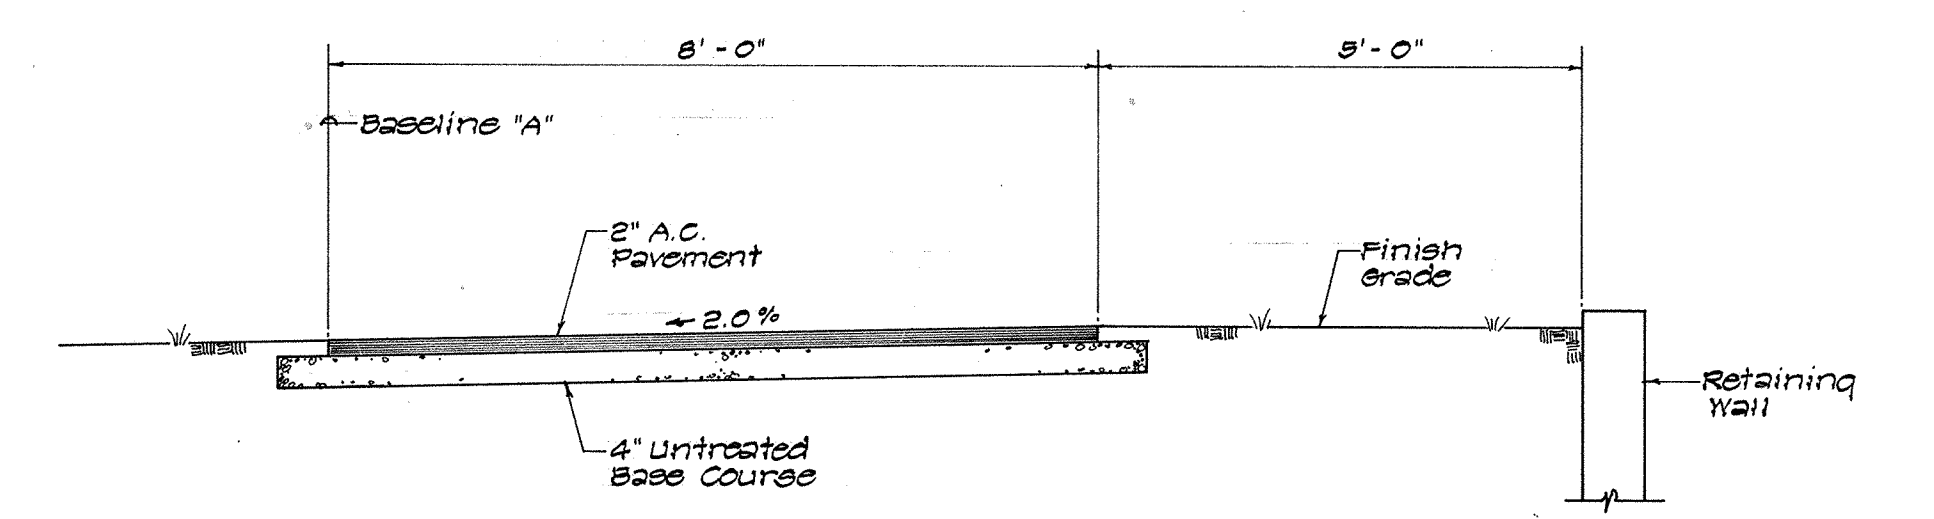 8' - 0"
5' - 0"
Baseline "A"
2" A.C.
Pavement
Finish
Grade
2.0%
Retaining
Wall
4" Untreated
Base Course